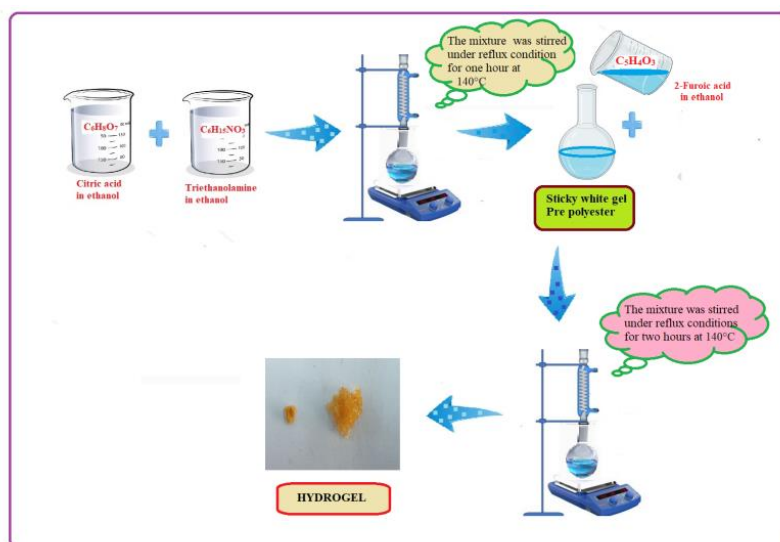 C₆H₈O₇
Citric acid
in ethanol
C₆H₁₅NO₃
Triethanolamine
in ethanol
The mixture was stirred
under reflux condition
for one hour at
140°C
C₅H₄O₃
2-Furoic acid
in ethanol
Sticky white gel
Pre polyester
The mixture was stirred
under reflux conditions
for two hours at 140°C
HYDROGEL